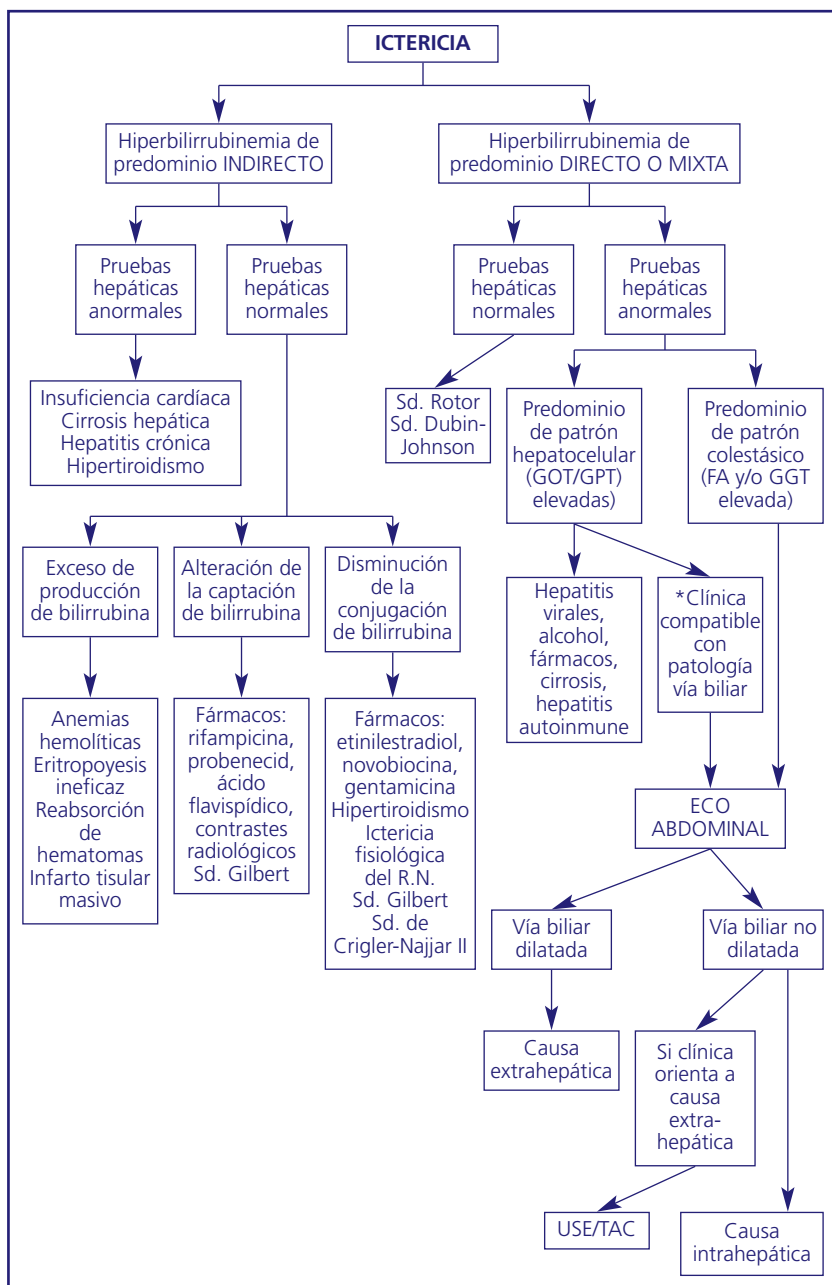 ICTERICIA
Hiperbilirrubinemia de
predominio INDIRECTO
Hiperbilirrubinemia de
predominio DIRECTO O MIXTA
Pruebas
hepáticas
anormales
Pruebas
hepáticas
normales
Pruebas
hepáticas
normales
Pruebas
hepáticas
anormales
Insuficiencia cardíaca
Cirrosis hepática
Hepatitis crónica
Hipertiroidismo
Sd. Rotor
Sd. Dubin-
Johnson
Predominio
de patrón
hepatocelular
(GOT/GPT)
elevadas)
Predominio
de patrón
colestásico
(FA y/o GGT
elevada)
Exceso de
producción
de bilirrubina
Alteración de
la captación
de bilirrubina
Disminución
de la
conjugación
de bilirrubina
Hepatitis
virales,
alcohol,
fármacos,
cirrosis,
hepatitis
autoinmune
*Clínica
compatible
con
patología
vía biliar
Anemias
hemolíticas
Eritropoyesis
ineficaz
Reabsorción
de
hematomas
Infarto tisular
masivo
Fármacos:
rifampicina,
probenecid,
ácido
flavispídico,
contrastes
radiológicos
Sd. Gilbert
Fármacos:
etinilestradiol,
novobiocina,
gentamicina
Hipertiroidismo
Ictericia
fisiológica
del R.N.
Sd. Gilbert
Sd. de
Crigler-Najjar II
ECO
ABDOMINAL
Vía biliar
dilatada
Vía biliar no
dilatada
Causa
extrahepática
Si clínica
orienta a
causa
extra-
hepática
USE/TAC
Causa
intrahepática